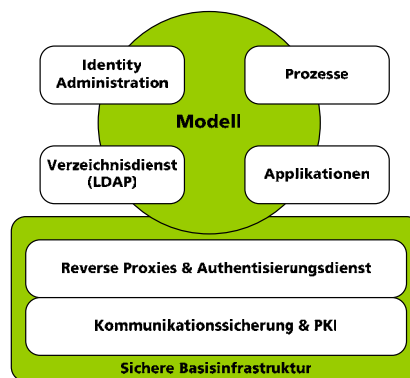 Identity
Administration
Prozesse
Modell
Verzeichnisdienst
(LDAP)
Applikationen
Reverse Proxies & Authentisierungsdienst
Kommunikationssicherung & PKI
Sichere Basisinfrastruktur